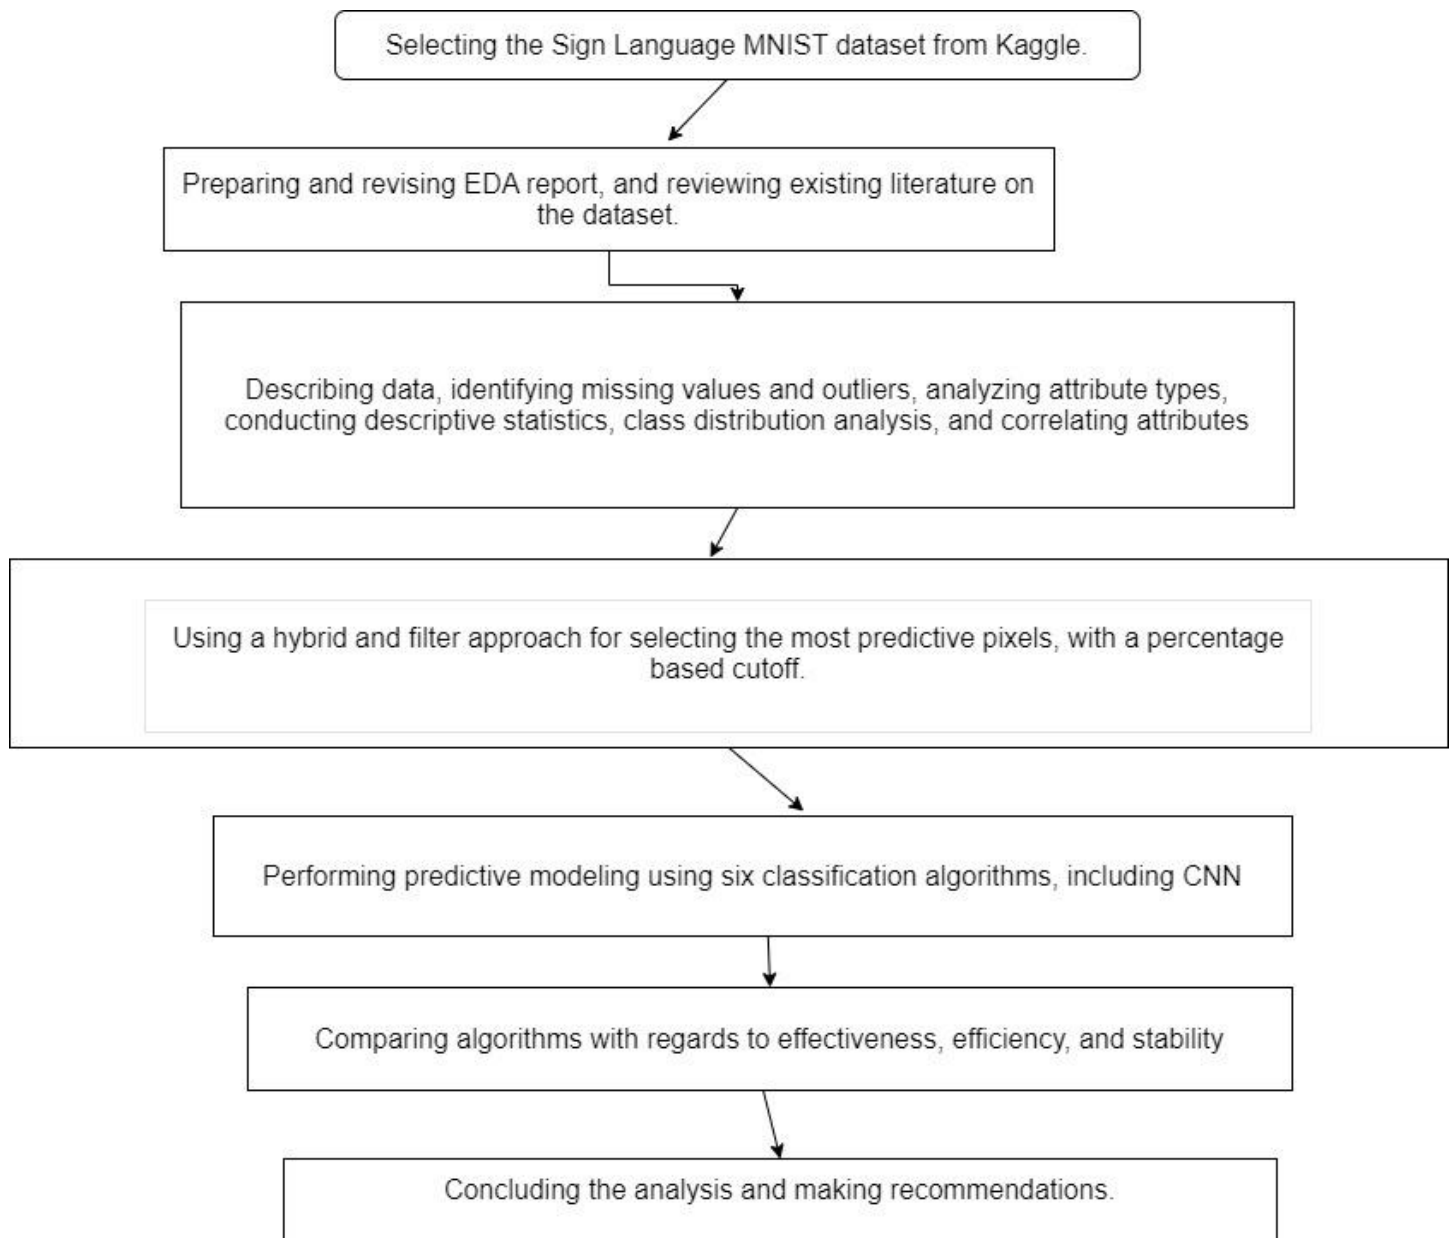 Selecting the Sign Language MNIST dataset from Kaggle.
Preparing and revising EDA report, and reviewing existing literature on
the dataset.
Describing data, identifying missing values and outliers, analyzing attribute types,
conducting descriptive statistics, class distribution analysis, and correlating attributes
Using a hybrid and filter approach for selecting the most predictive pixels, with a percentage
based cutoff.
Performing predictive modeling using six classification algorithms, including CNN
Comparing algorithms with regards to effectiveness, efficiency, and stability
Concluding the analysis and making recommendations.